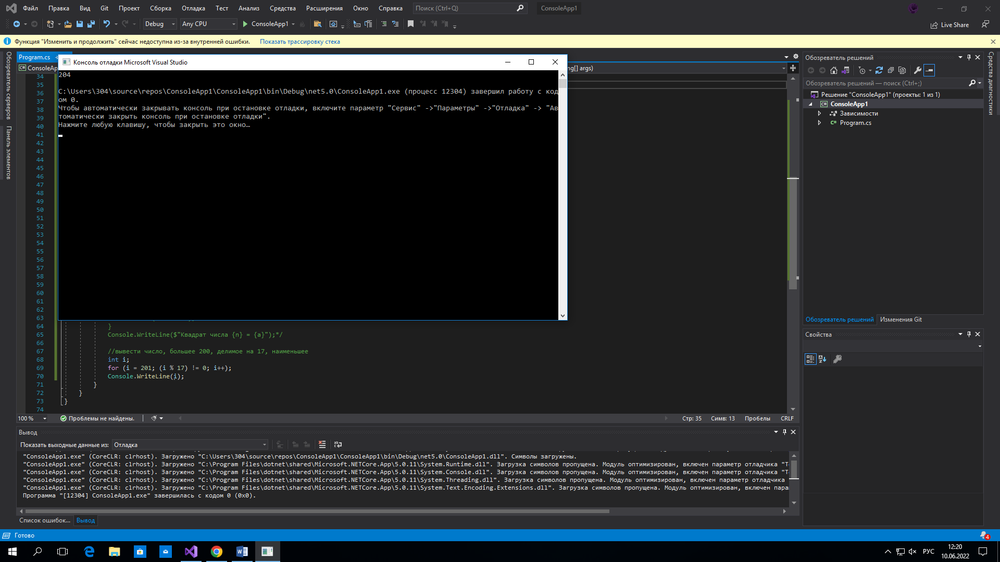 Файл Правка Вид Git Проект Сборка Отладка Тест Анализ Средства Расширения Окно Справка Поиск (Ctrl+Q) ConsoleApp1
Debug Any CPU ConsoleApp1 Live Share
Функция "Изменить и продолжить" сейчас недоступна из-за внутренней ошибки. Показать трассировку стека
Обозреватель серверов
Панель элементов
Program.cs
ConsoleAp
ng[] args)
Консоль отладки Microsoft Visual Studio
204
C:\Users\304\source\repos\ConsoleApp1\ConsoleApp1\bin\Debug\net5.0\ConsoleApp1.exe (процесс 12304) завершил работу с код
ом 0.
Чтобы автоматически закрывать консоль при остановке отладки, включите параметр "Сервис" ->"Параметры" ->"Отладка" -> "Ав
томатически закрыть консоль при остановке отладки".
Нажмите любую клавишу, чтобы закрыть это окно…
34
35
36
37
38
39
40
41
42
43
44
45
46
47
48
49
50
51
52
53
54
55
56
57
58
59
60
61
62
63
64 }
65 Console.WriteLine($"Квадрат числа {n} = {a}");*/
66
67 //вывести число, большее 200, делимое на 17, наименьшее
68 int i;
69 for (i = 201; (i % 17) != 0; i++);
70 Console.WriteLine(i);
71 }
72 }
73 }
74
100 % Проблемы не найдены. Стр: 35 Симв: 13 Пробелы CRLF
Вывод
Показать выходные данные из: Отладка
"ConsoleApp1.exe" (CoreCLR: clrhost). Загружено "C:\Users\304\source\repos\ConsoleApp1\ConsoleApp1\bin\Debug\net5.0\ConsoleApp1.dll". Символы загружены.
"ConsoleApp1.exe" (CoreCLR: clrhost). Загружено "C:\Program Files\dotnet\shared\Microsoft.NETCore.App\5.0.11\System.Runtime.dll". Загрузка символов пропущена. Модуль оптимизирован, включен параметр отладчика
"ConsoleApp1.exe" (CoreCLR: clrhost). Загружено "C:\Program Files\dotnet\shared\Microsoft.NETCore.App\5.0.11\System.Console.dll". Загрузка символов пропущена. Модуль оптимизирован, включен параметр отладчика
"ConsoleApp1.exe" (CoreCLR: clrhost). Загружено "C:\Program Files\dotnet\shared\Microsoft.NETCore.App\5.0.11\System.Threading.dll". Загрузка символов пропущена. Модуль оптимизирован, включен параметр отладчика
"ConsoleApp1.exe" (CoreCLR: clrhost). Загружено "C:\Program Files\dotnet\shared\Microsoft.NETCore.App\5.0.11\System.Text.Encoding.Extensions.dll". Загрузка символов пропущена. Модуль оптимизирован, включен пара
Программа "[12304] ConsoleApp1.exe" завершилась с кодом 0 (0x0).
Список ошибок... Вывод
Обозреватель решений
Обозреватель решений — поиск (Ctrl+;)
Решение "ConsoleApp1" (проекты: 1 из 1)
ConsoleApp1
Зависимости
Program.cs
Обозреватель решений Изменения Git
Свойства
Средства диагностики
Готово 4
РУС 12:20
10.06.2022